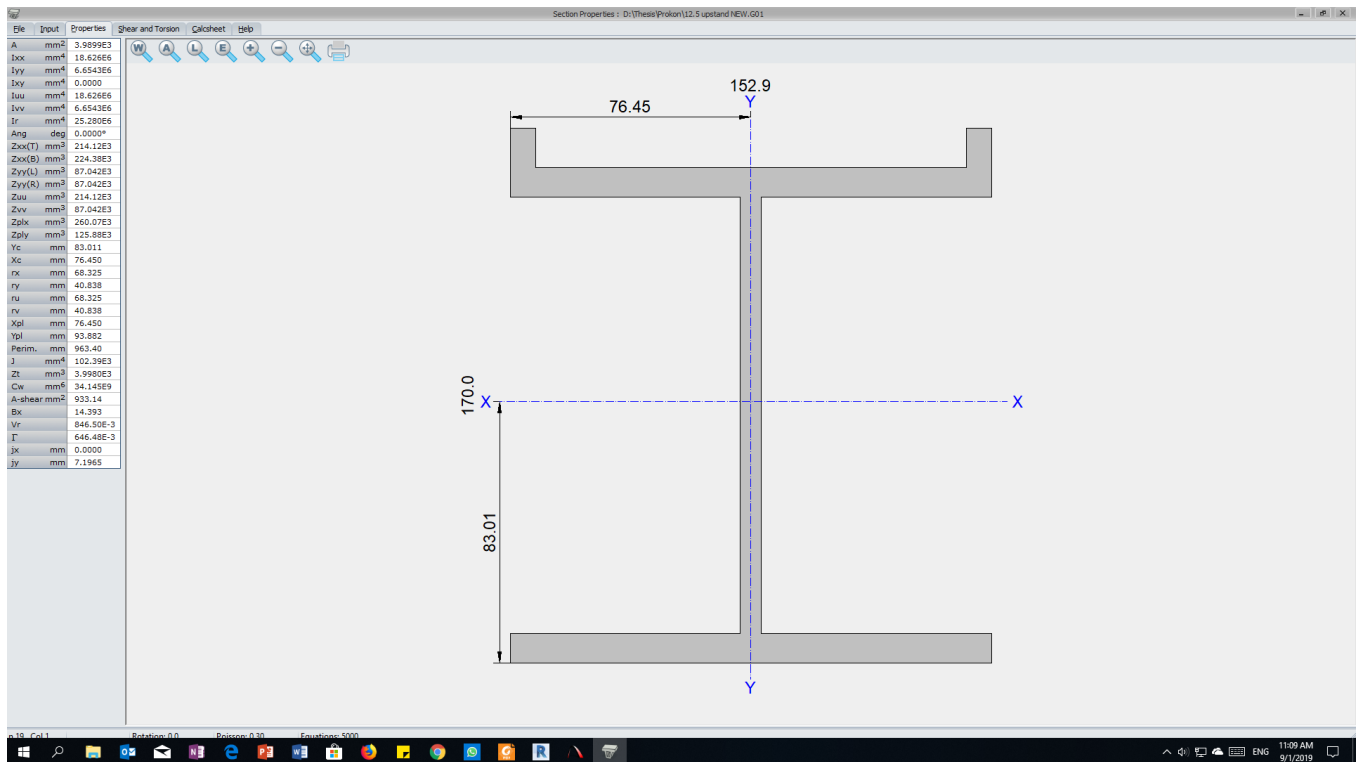 Section Properties : D:\Thesis\Prokon\12.5 upstand NEW.G01
File Input Properties Shear and Torsion Calcsheet Help
A mm2 3.9899E3
Ixx mm4 18.626E6
Iyy mm4 6.6543E6
Ixy mm4 0.0000
Iuu mm4 18.626E6
Ivv mm4 6.6543E6
Ir mm4 25.280E6
Ang deg 0.0000°
Zxx(T) mm3 214.12E3
Zxx(B) mm3 224.38E3
Zyy(L) mm3 87.042E3
Zyy(R) mm3 87.042E3
Zuu mm3 214.12E3
Zvv mm3 87.042E3
Zplx mm3 260.07E3
Zply mm3 125.88E3
Yc mm 83.011
Xc mm 76.450
rx mm 68.325
ry mm 40.838
ru mm 68.325
rv mm 40.838
Xpl mm 76.450
Ypl mm 93.882
Perim. mm 963.40
J mm4 102.39E3
Zt mm3 3.9980E3
Cw mm6 34.145E9
A-shear mm2 933.14
Bx 14.393
Vr 846.50E-3
Γ 646.48E-3
jx mm 0.0000
jy mm 7.1965
W A L E
152.9
76.45
Y
170.0
X X
83.01
Y
n 19 Col 1 Rotation: 0.0 Poisson: 0.30 Equations: 5000
ENG
11:09 AM
9/1/2019